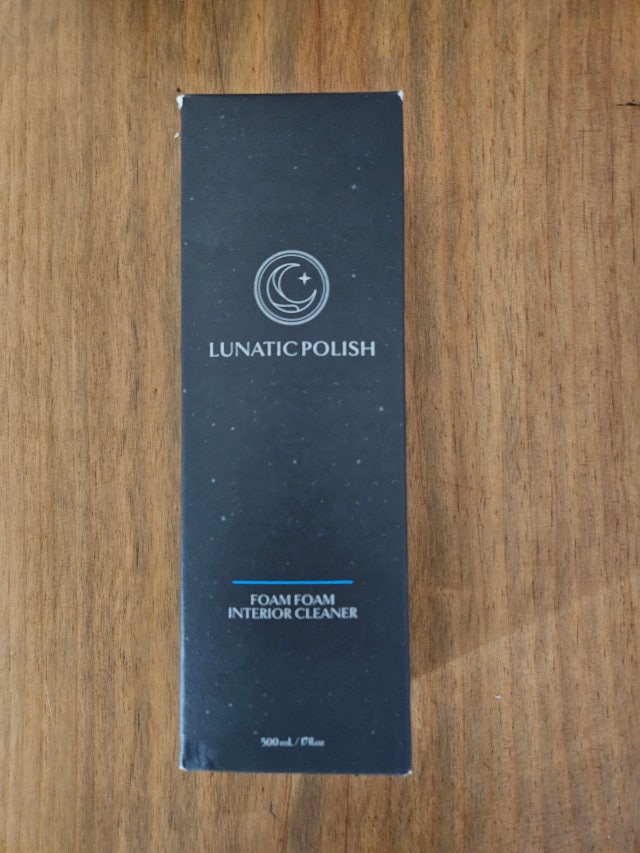 LUNATIC POLISH
FOAM FOAM
INTERIOR CLEANER
500 mL / 17fl.oz